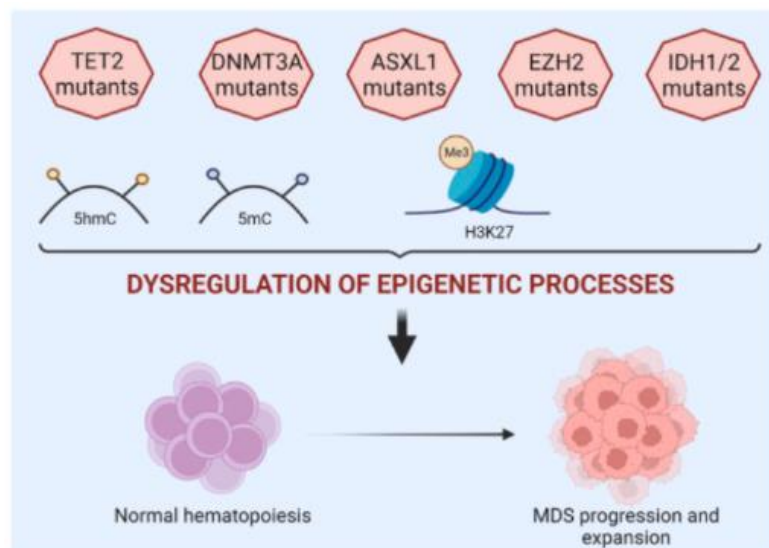 TET2
mutants
DNMT3A
mutants
ASXL1
mutants
EZH2
mutants
IDH1/2
mutants
5hmC
5mC
Me3
H3K27
DYSREGULATION OF EPIGENETIC PROCESSES
Normal hematopoiesis
MDS progression and
expansion